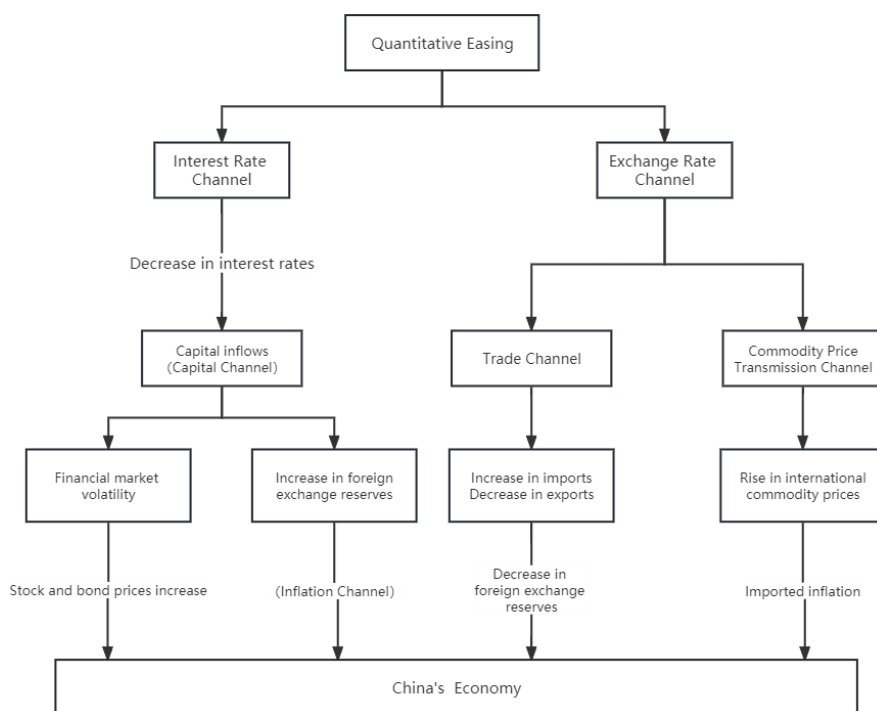 Quantitative Easing
Interest Rate
Channel
Exchange Rate
Channel
Decrease in interest rates
Capital inflows
(Capital Channel)
Trade Channel
Commodity Price
Transmission Channel
Financial market
volatility
Increase in foreign
exchange reserves
Increase in imports
Decrease in exports
Rise in international
commodity prices
Stock and bond prices increase
(Inflation Channel)
Decrease in
foreign exchange
reserves
Imported inflation
China's Economy